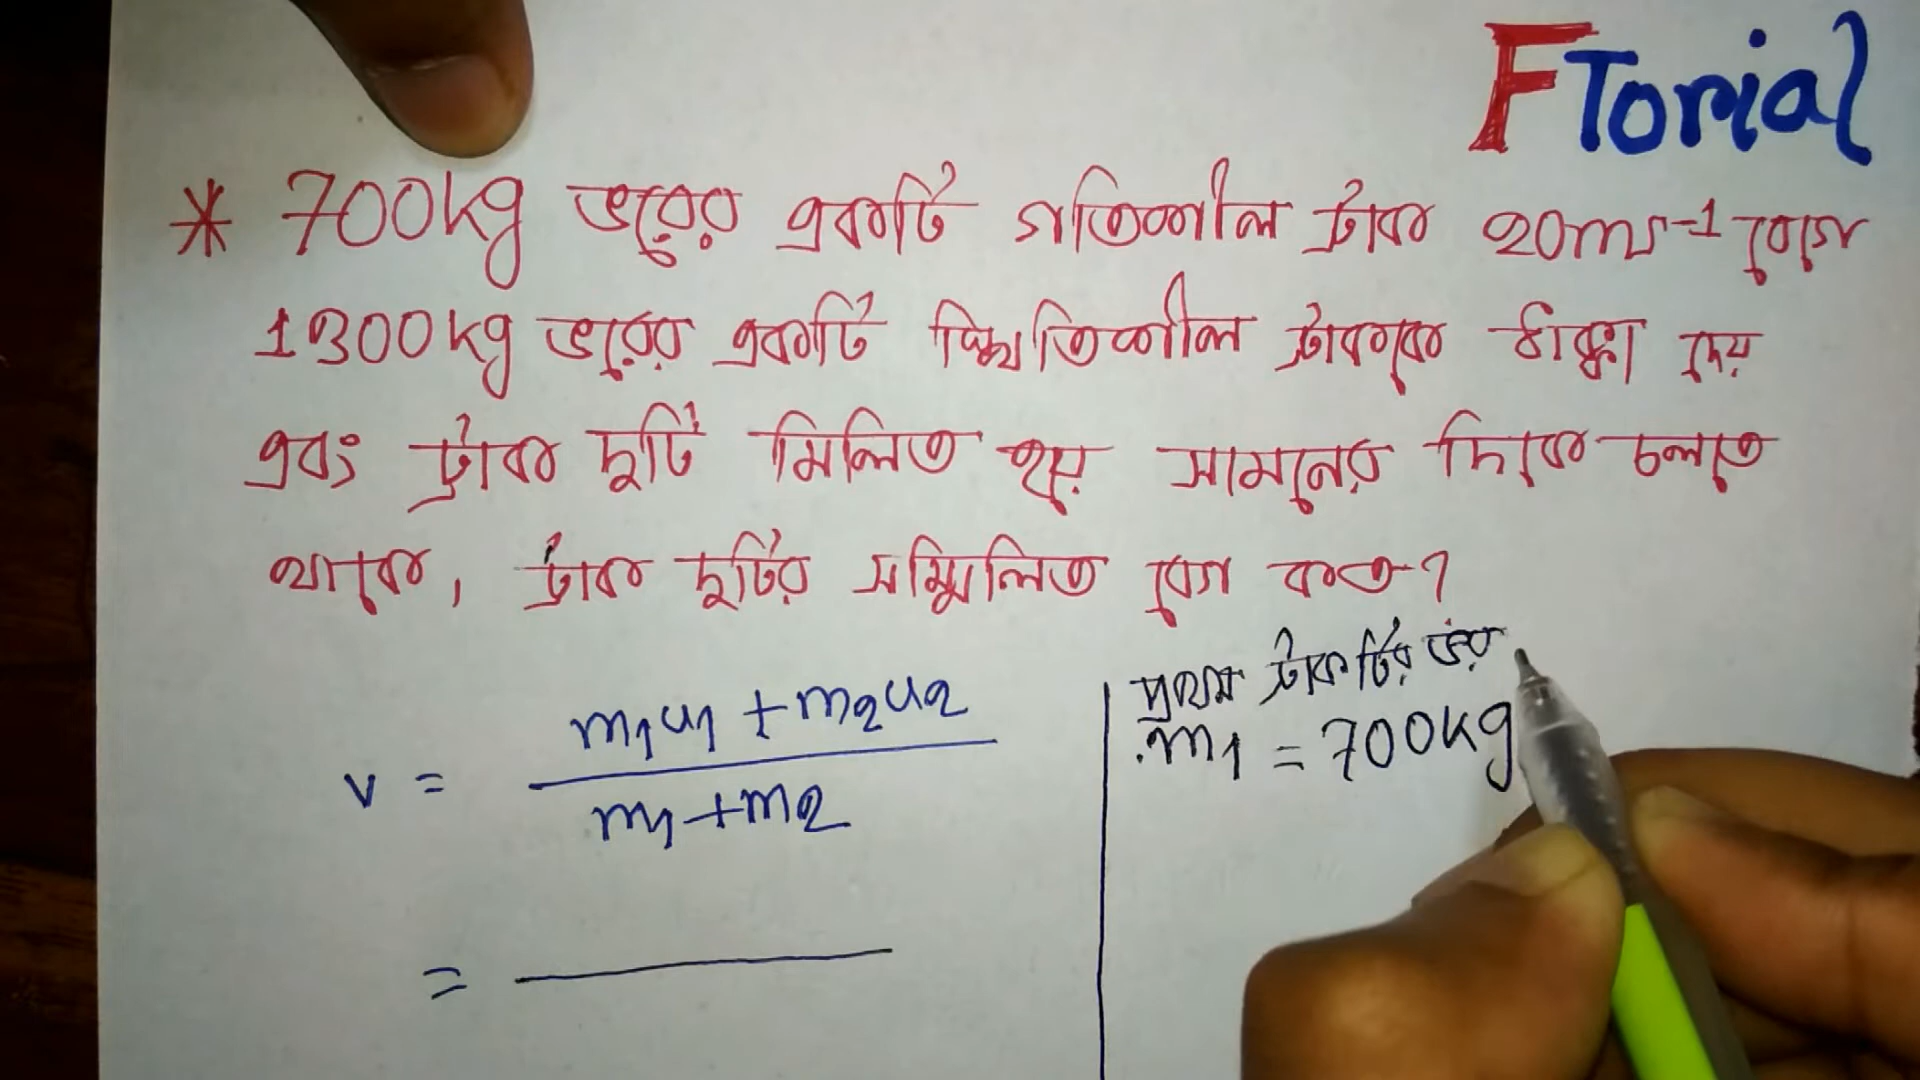 FTorial
* 700kg ভরের একটি গতিশীল ট্রাক 20ms-1 বেগে
1300kg ভরের একটি স্থিতিশীল ট্রাককে ধাক্কা দেয়
এবং ট্রাক দুটি মিলিত হয়ে সামনের দিকে চলতে
থাকে, ট্রাক দুটির সম্মিলিত বেগ কত?
v = m1u1 + m2u2
m1 + m2
=
প্রথম ট্রাকটির ভর
m1 = 700kg